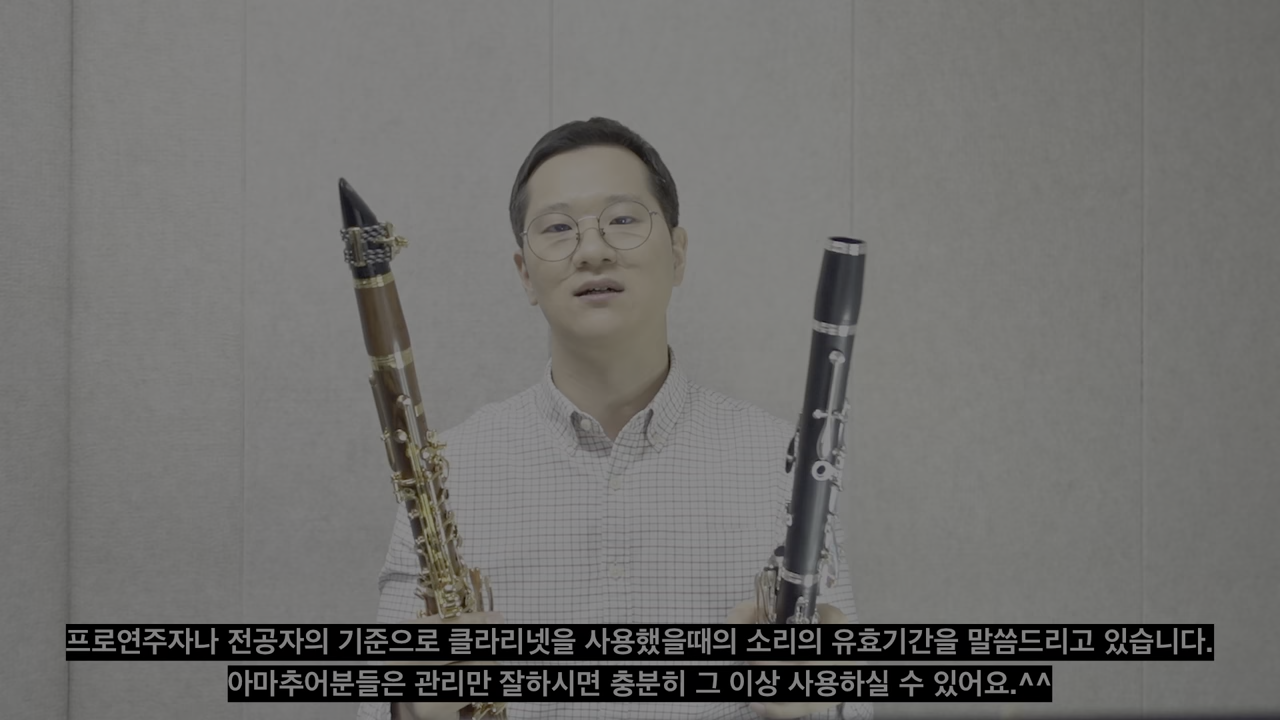 프로연주자나 전공자의 기준으로 클라리넷을 사용했을때의 소리의 유효기간을 말씀드리고 있습니다.
아마추어분들은 관리만 잘하시면 충분히 그 이상 사용하실 수 있어요.^^